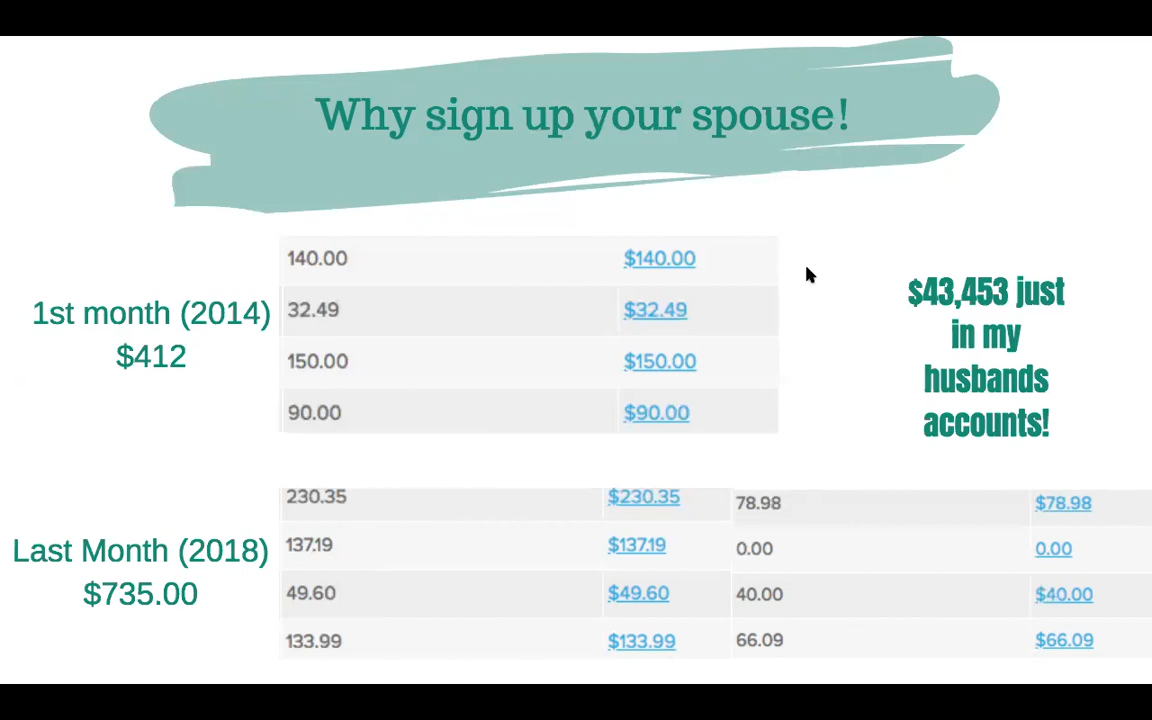 Why sign up your spouse!
1st month (2014)
$412
140.00 $140.00
32.49 $32.49
150.00 $150.00
90.00 $90.00
$43,453 just
in my
husbands
accounts!
Last Month (2018)
$735.00
230.35 $230.35 78.98 $78.98
137.19 $137.19 0.00 0.00
49.60 $49.60 40.00 $40.00
133.99 $133.99 66.09 $66.09